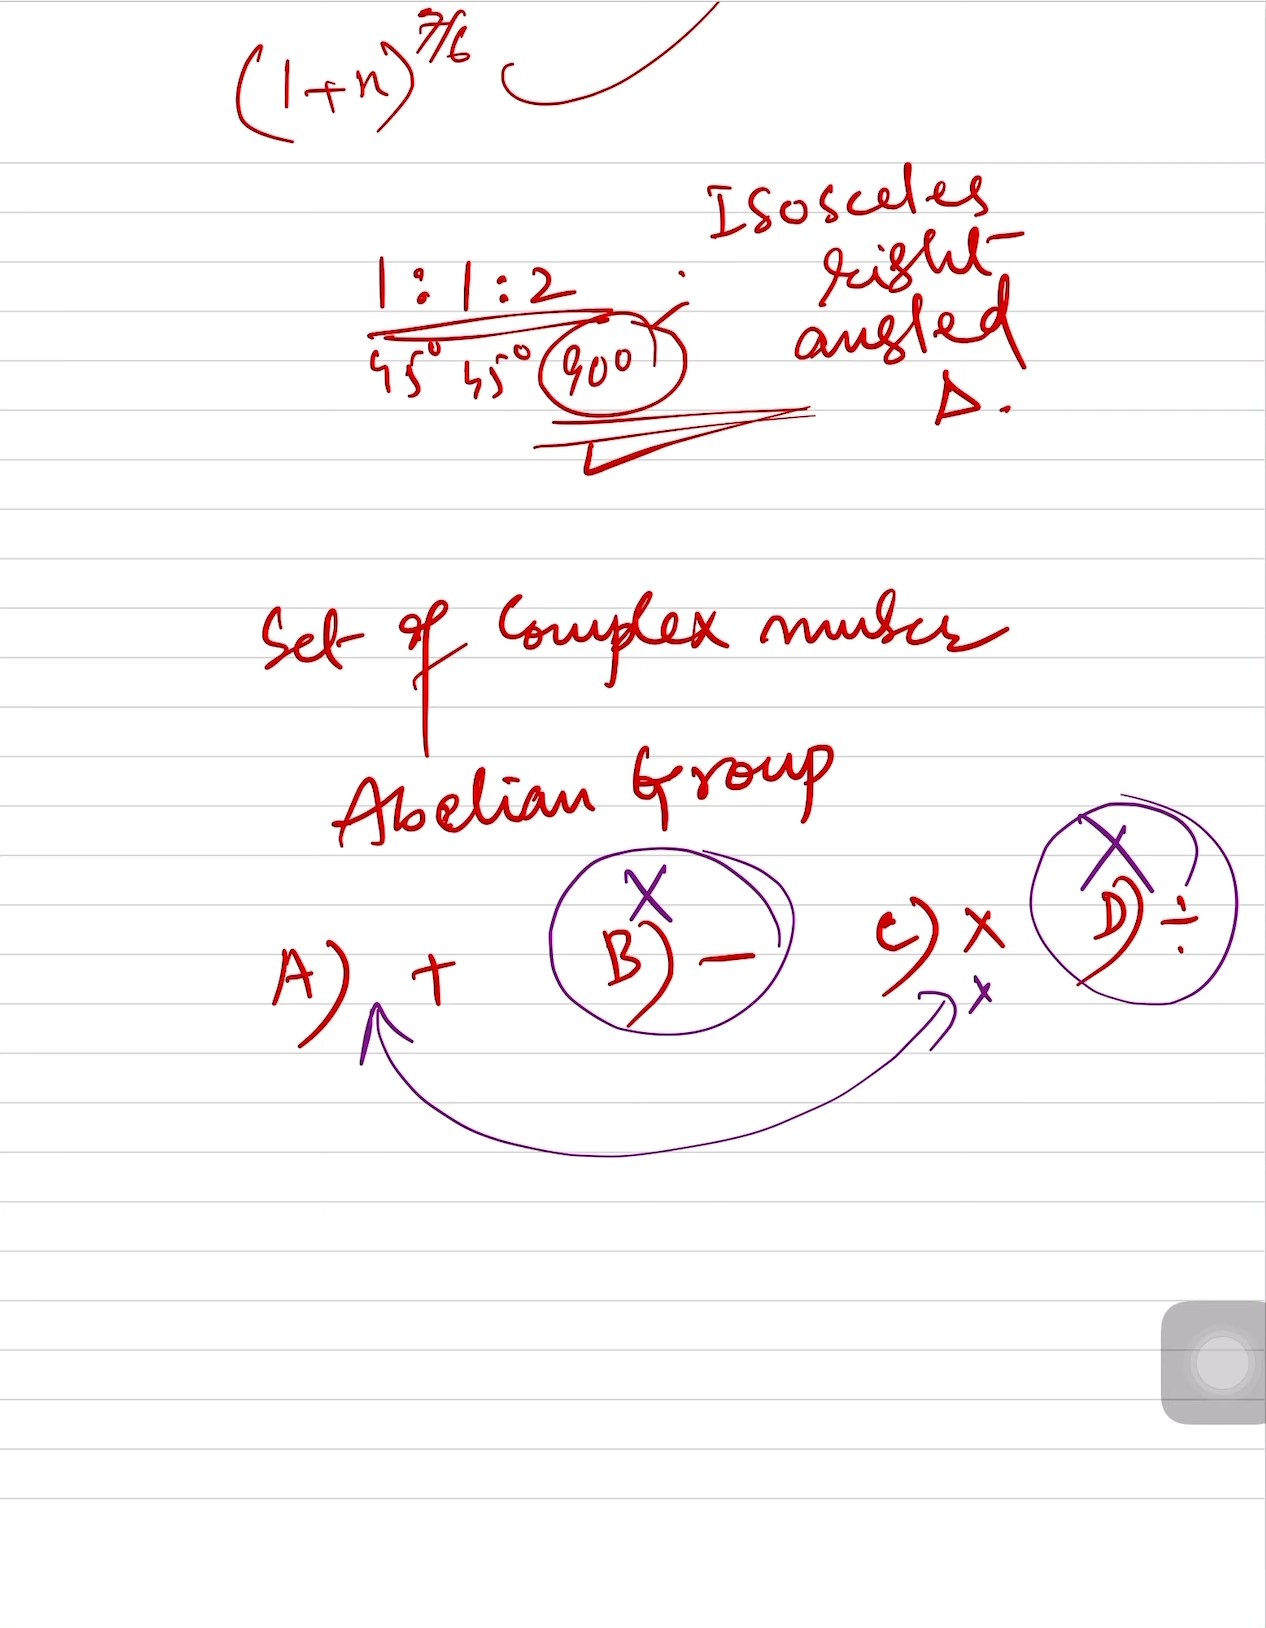 (1+x)^7/6
Isosceles
right
angled
Δ.
1 : 1 : 2
45° 45° 90°
Set of Complex number
Abelian Group
X X
A) + B) — C) × D) ÷
×